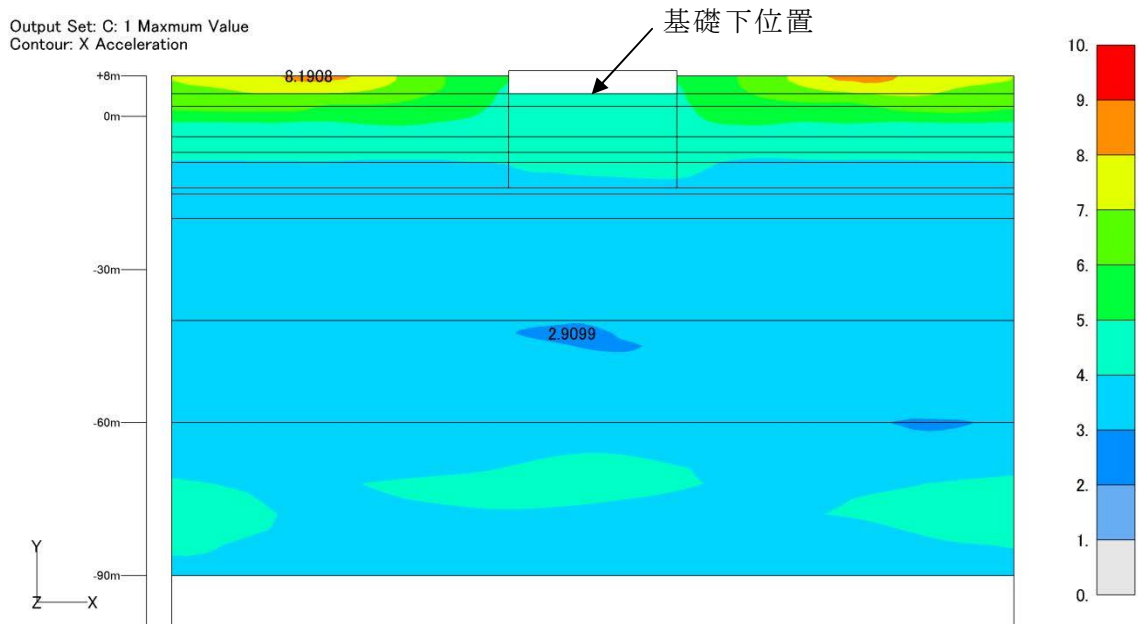 Output Set: C: 1 Maxmum Value
Contour: X Acceleration
基礎下位置
+8m
0m
-30m
-60m
-90m
8.1908
2.9099
10.
9.
8.
7.
6.
5.
4.
3.
2.
1.
0.
Y
Z
X